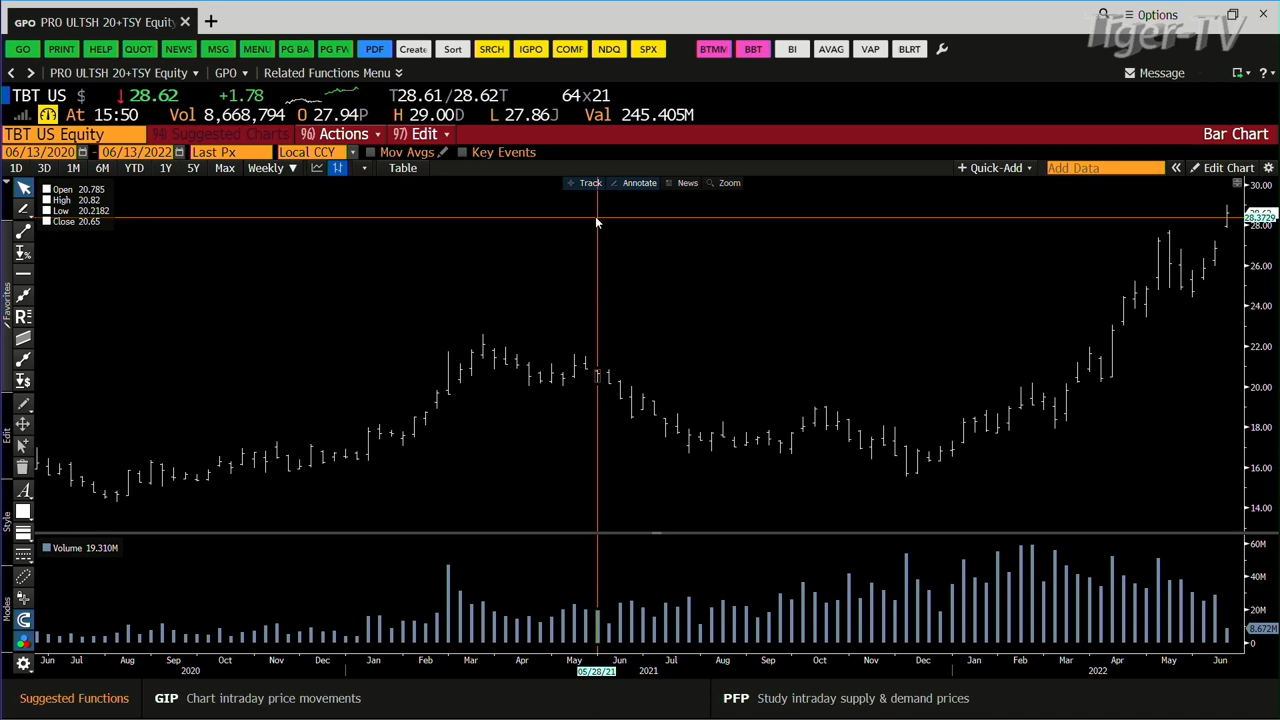 GPO PRO ULTSH 20+TSY Equity × +
Options
Tiger-TV
GO PRINT HELP QUOT NEWS MSG MENU PG BA PG FW PDF Create Sort SRCH IGPO COMF NDQ SPX BTMM BBT BI AVAG VAP BLRT
< > PRO ULTSH 20+TSY Equity GPO Related Functions Menu
Message
?
TBT US $ ↓28.62 +1.78 T28.61/28.62T 64x21
At 15:50 Vol 8,668,794 O 27.94P H 29.00D L 27.86J Val 245.405M
TBT US Equity 94) Suggested Charts 96) Actions 97) Edit Bar Chart
06/13/2020 - 06/13/2022 Last Px Local CCY Mov Avgs Key Events
1D 3D 1M 6M YTD 1Y 5Y Max Weekly ▼ Table + Quick-Add Add Data « Edit Chart
Track Annotate News Zoom
Open 20.785
High 20.82
Low 20.2182
Close 20.65
30.00
28.3729
28.00
26.00
24.00
22.00
20.00
18.00
16.00
14.00
Favorites
Edit
Style
Modes
Volume 19.310M
60M
40M
20M
8.672M
0
Jun Jul Aug Sep Oct Nov Dec Jan Feb Mar Apr May Jun Jul Aug Sep Oct Nov Dec Jan Feb Mar Apr May Jun
2020 05/28/21 2021 2022
Suggested Functions GIP Chart intraday price movements PFP Study intraday supply & demand prices